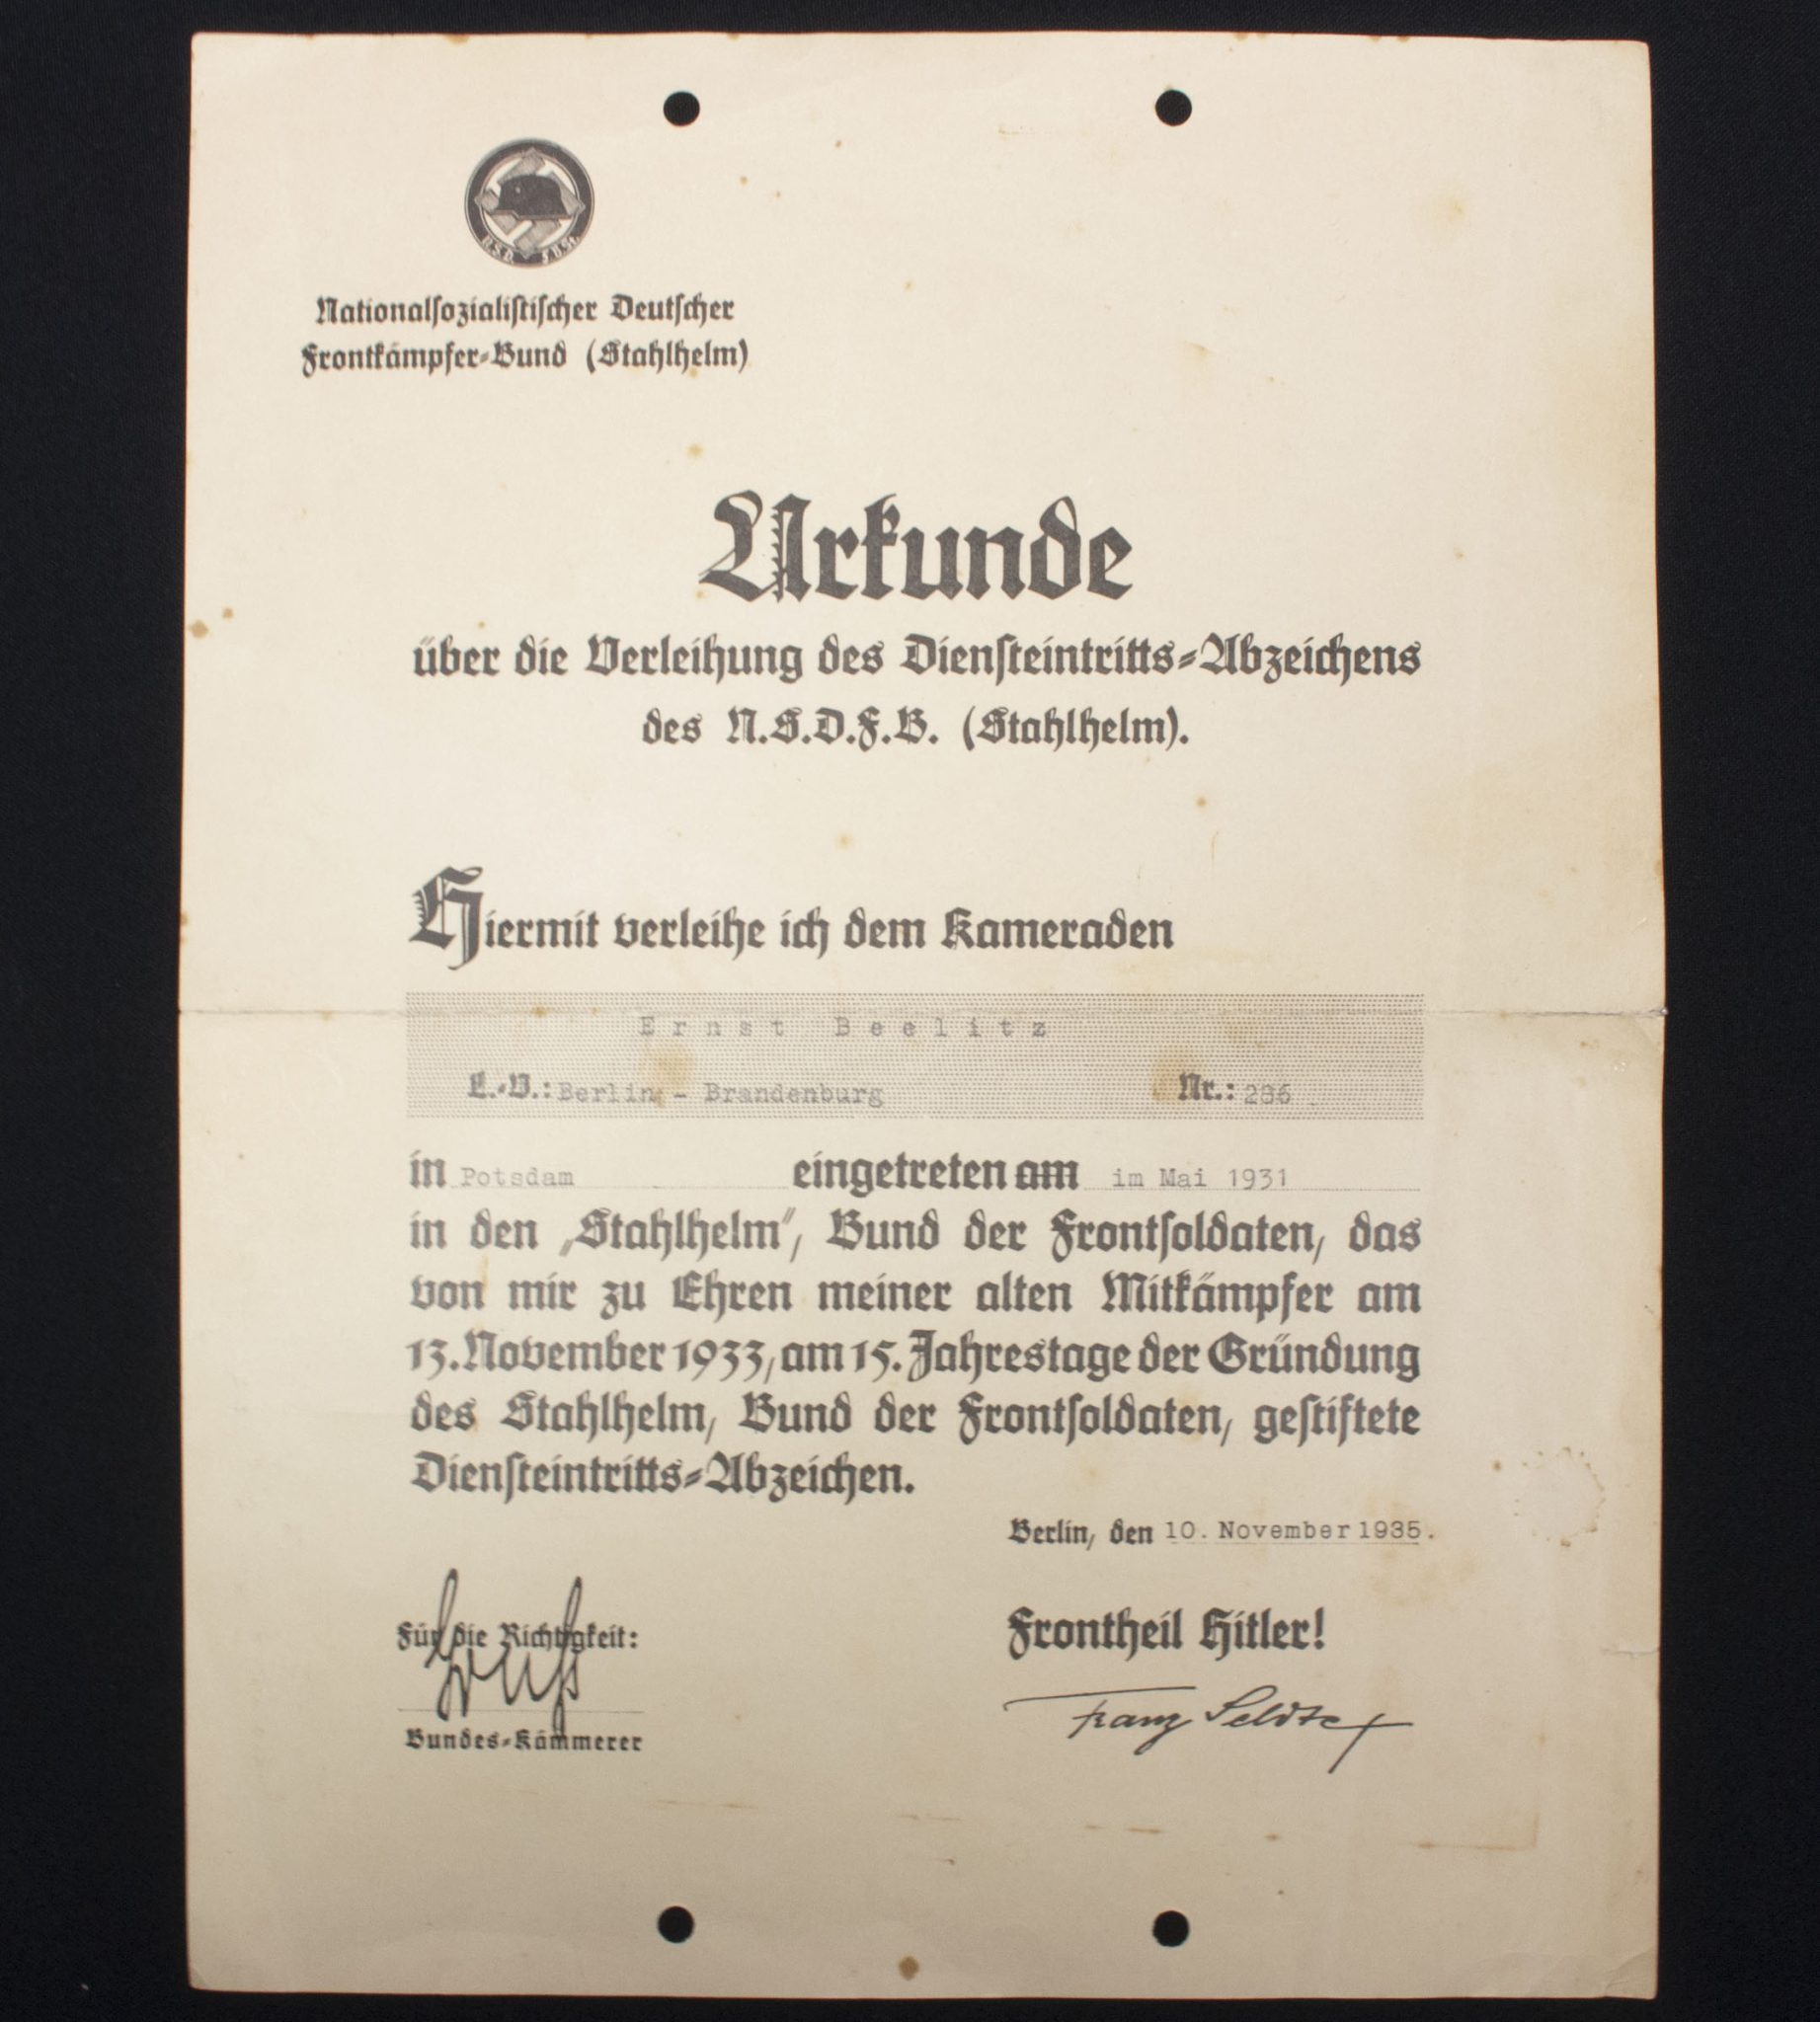 N.S.D. F.B.St.
Nationalsozialistischer Deutscher
Frontkämpfer-Bund (Stahlhelm)
Urkunde
über die Verleihung des Diensteintritts-Abzeichens
des N.S.D.F.B. (Stahlhelm).
Hiermit verleihe ich dem Kameraden
Ernst Beelitz
L.-V.: Berlin - Brandenburg Nr.: 286
in Potsdam eingetreten am im Mai 1931
in den „Stahlhelm“, Bund der Frontsoldaten, das
von mir zu Ehren meiner alten Mitkämpfer am
13. November 1933, am 15. Jahrestage der Gründung
des Stahlhelm, Bund der Frontsoldaten, gestiftete
Diensteintritts-Abzeichen.
Berlin, den 10. November 1935.
Für die Richtigkeit:
Bundes-Kämmerer
Frontheil Hitler!
Franz Seldte